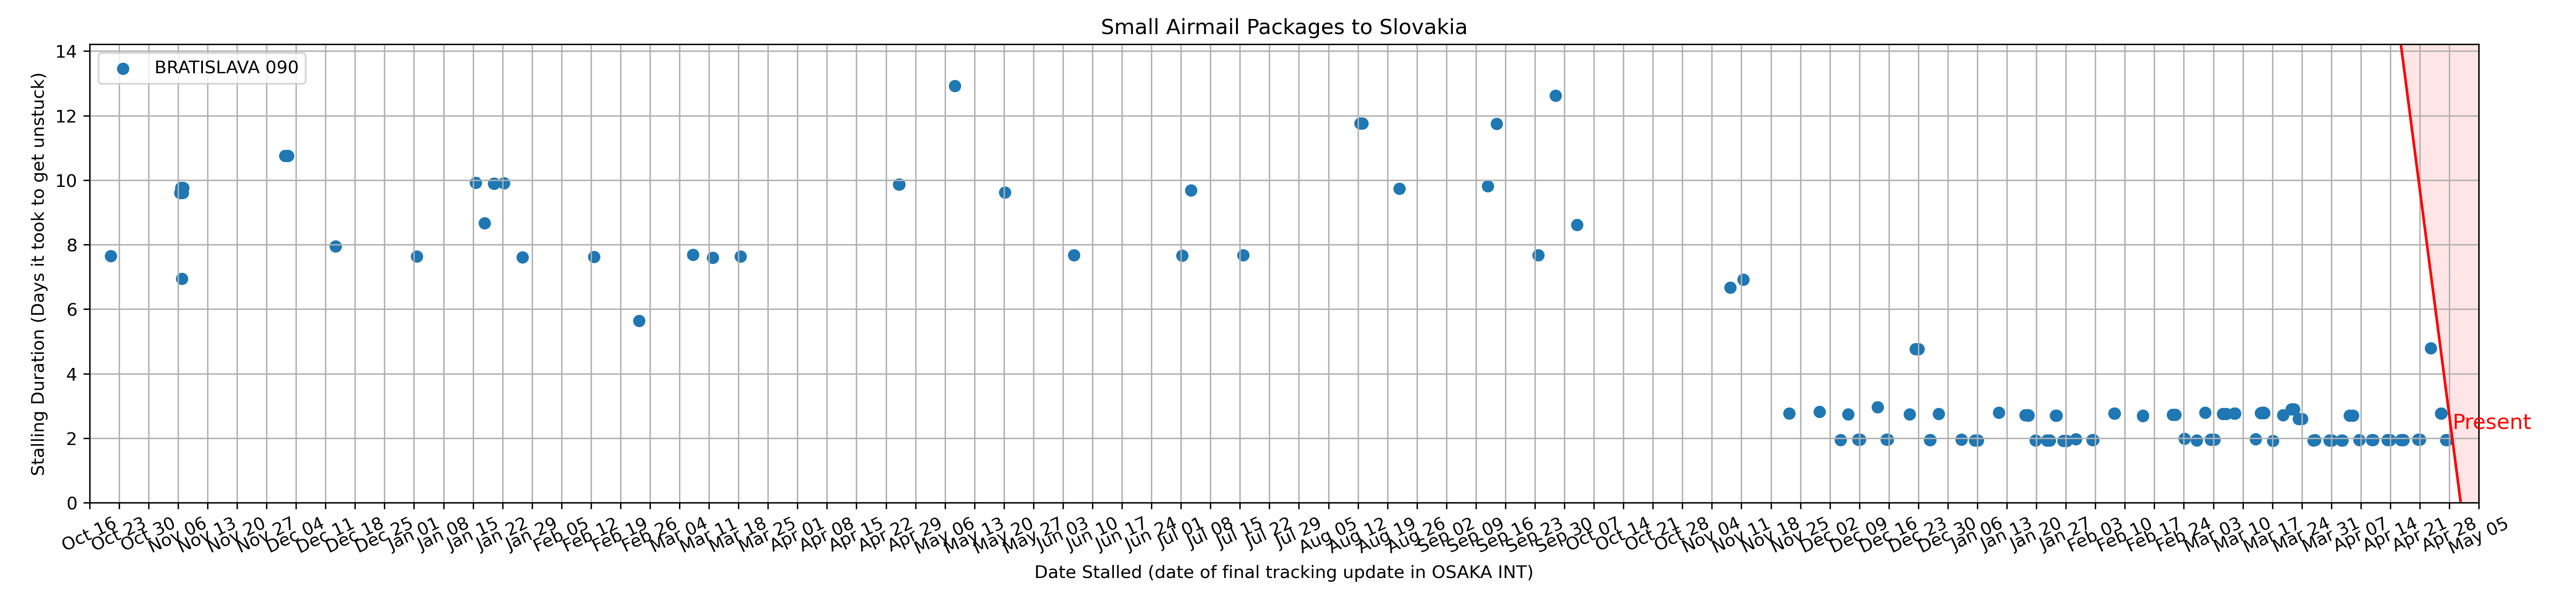 Small Airmail Packages to Slovakia
BRATISLAVA 090
Stalling Duration (Days it took to get unstuck)
14
12
10
8
6
4
2
0
Present
Oct 16 Oct 23 Oct 30 Nov 06 Nov 13 Nov 20 Nov 27 Dec 04 Dec 11 Dec 18 Dec 25 Jan 01 Jan 08 Jan 15 Jan 22 Jan 29 Feb 05 Feb 12 Feb 19 Feb 26 Mar 04 Mar 11 Mar 18 Mar 25 Apr 01 Apr 08 Apr 15 Apr 22 Apr 29 May 06 May 13 May 20 May 27 Jun 03 Jun 10 Jun 17 Jun 24 Jul 01 Jul 08 Jul 15 Jul 22 Jul 29 Aug 05 Aug 12 Aug 19 Aug 26 Sep 02 Sep 09 Sep 16 Sep 23 Sep 30 Oct 07 Oct 14 Oct 21 Oct 28 Nov 04 Nov 11 Nov 18 Nov 25 Dec 02 Dec 09 Dec 16 Dec 23 Dec 30 Jan 06 Jan 13 Jan 20 Jan 27 Feb 03 Feb 10 Feb 17 Feb 24 Mar 03 Mar 10 Mar 17 Mar 24 Mar 31 Apr 07 Apr 14 Apr 21 Apr 28 May 05
Date Stalled (date of final tracking update in OSAKA INT)